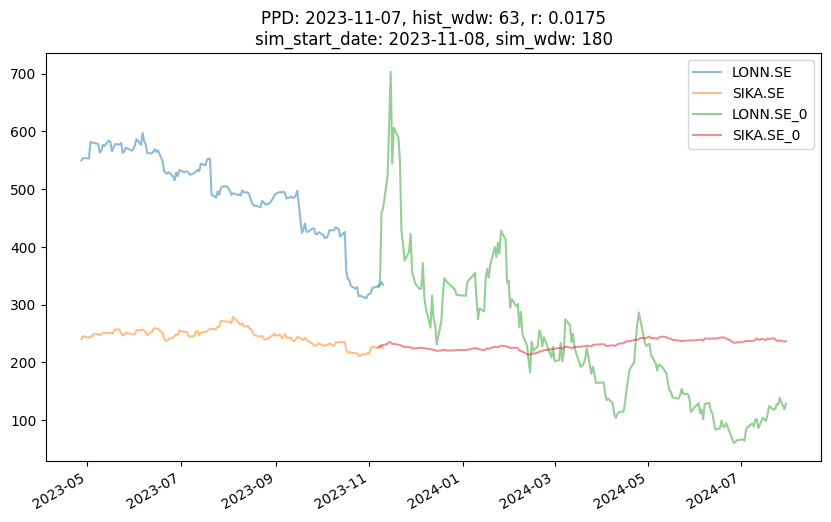 PPD: 2023-11-07, hist_wdw: 63, r: 0.0175
sim_start_date: 2023-11-08, sim_wdw: 180
LONN.SE
SIKA.SE
LONN.SE_0
SIKA.SE_0
700
600
500
400
300
200
100
2023-05
2023-07
2023-09
2023-11
2024-01
2024-03
2024-05
2024-07